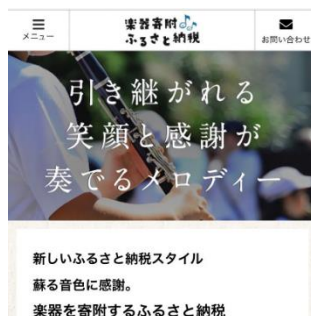 楽器寄附
ふるさと納税
メニュー
お問い合わせ
引き継がれる
笑顔と感謝が
奏でるメロディー
新しいふるさと納税スタイル
蘇る音色に感謝。
楽器を寄附するふるさと納税